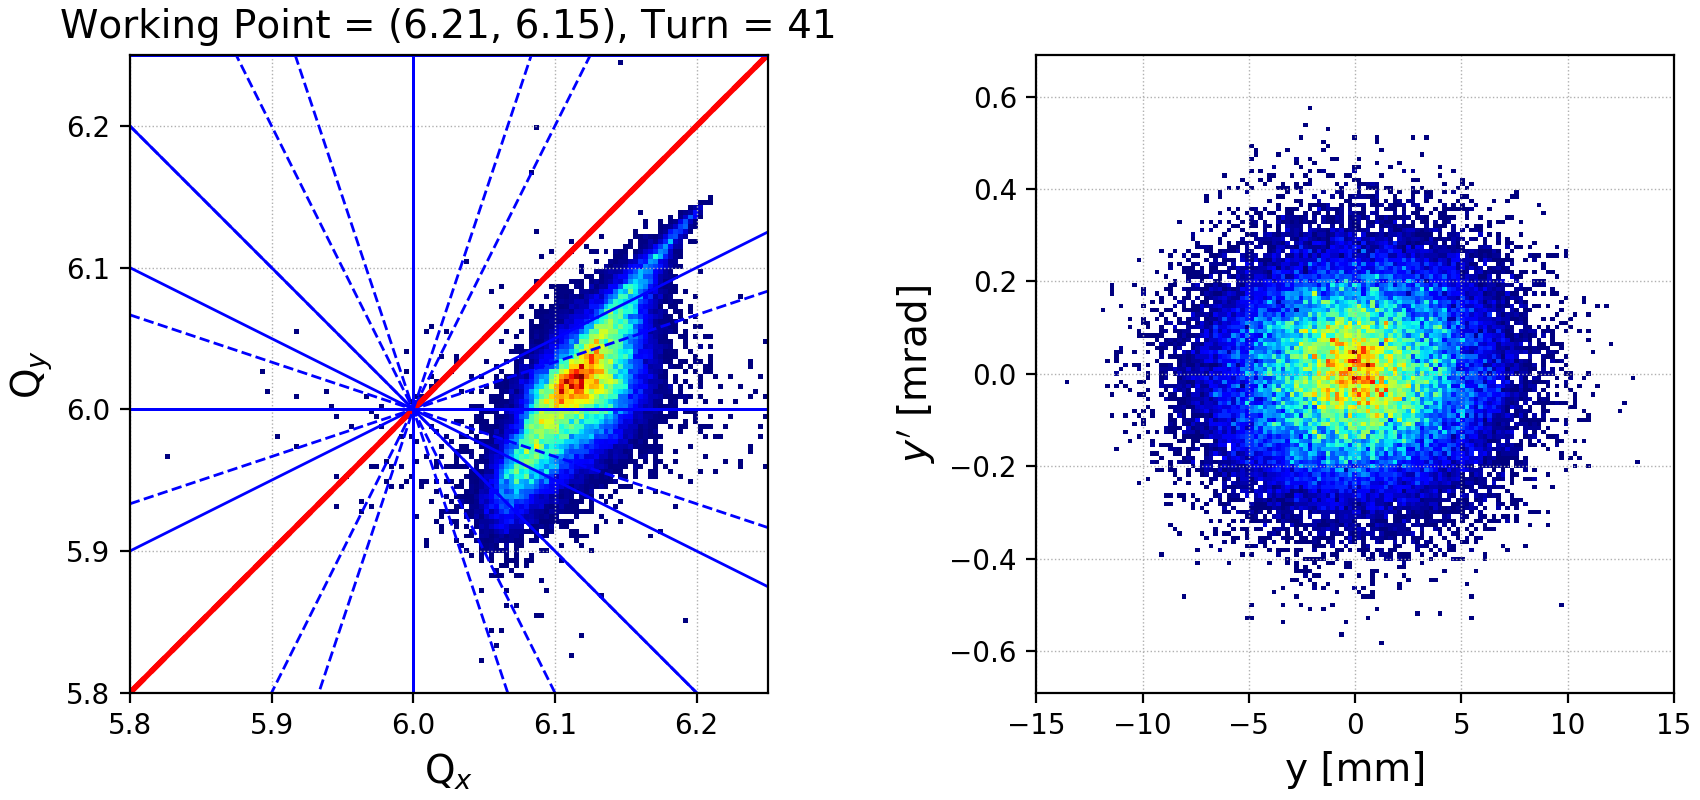 Working Point = (6.21, 6.15), Turn = 41
6.2
6.1
6.0
5.9
5.8
Q_y
5.8 5.9 6.0 6.1 6.2
Q_x
0.6
0.4
0.2
0.0
−0.2
−0.4
−0.6
y′ [mrad]
−15 −10 −5 0 5 10 15
y [mm]